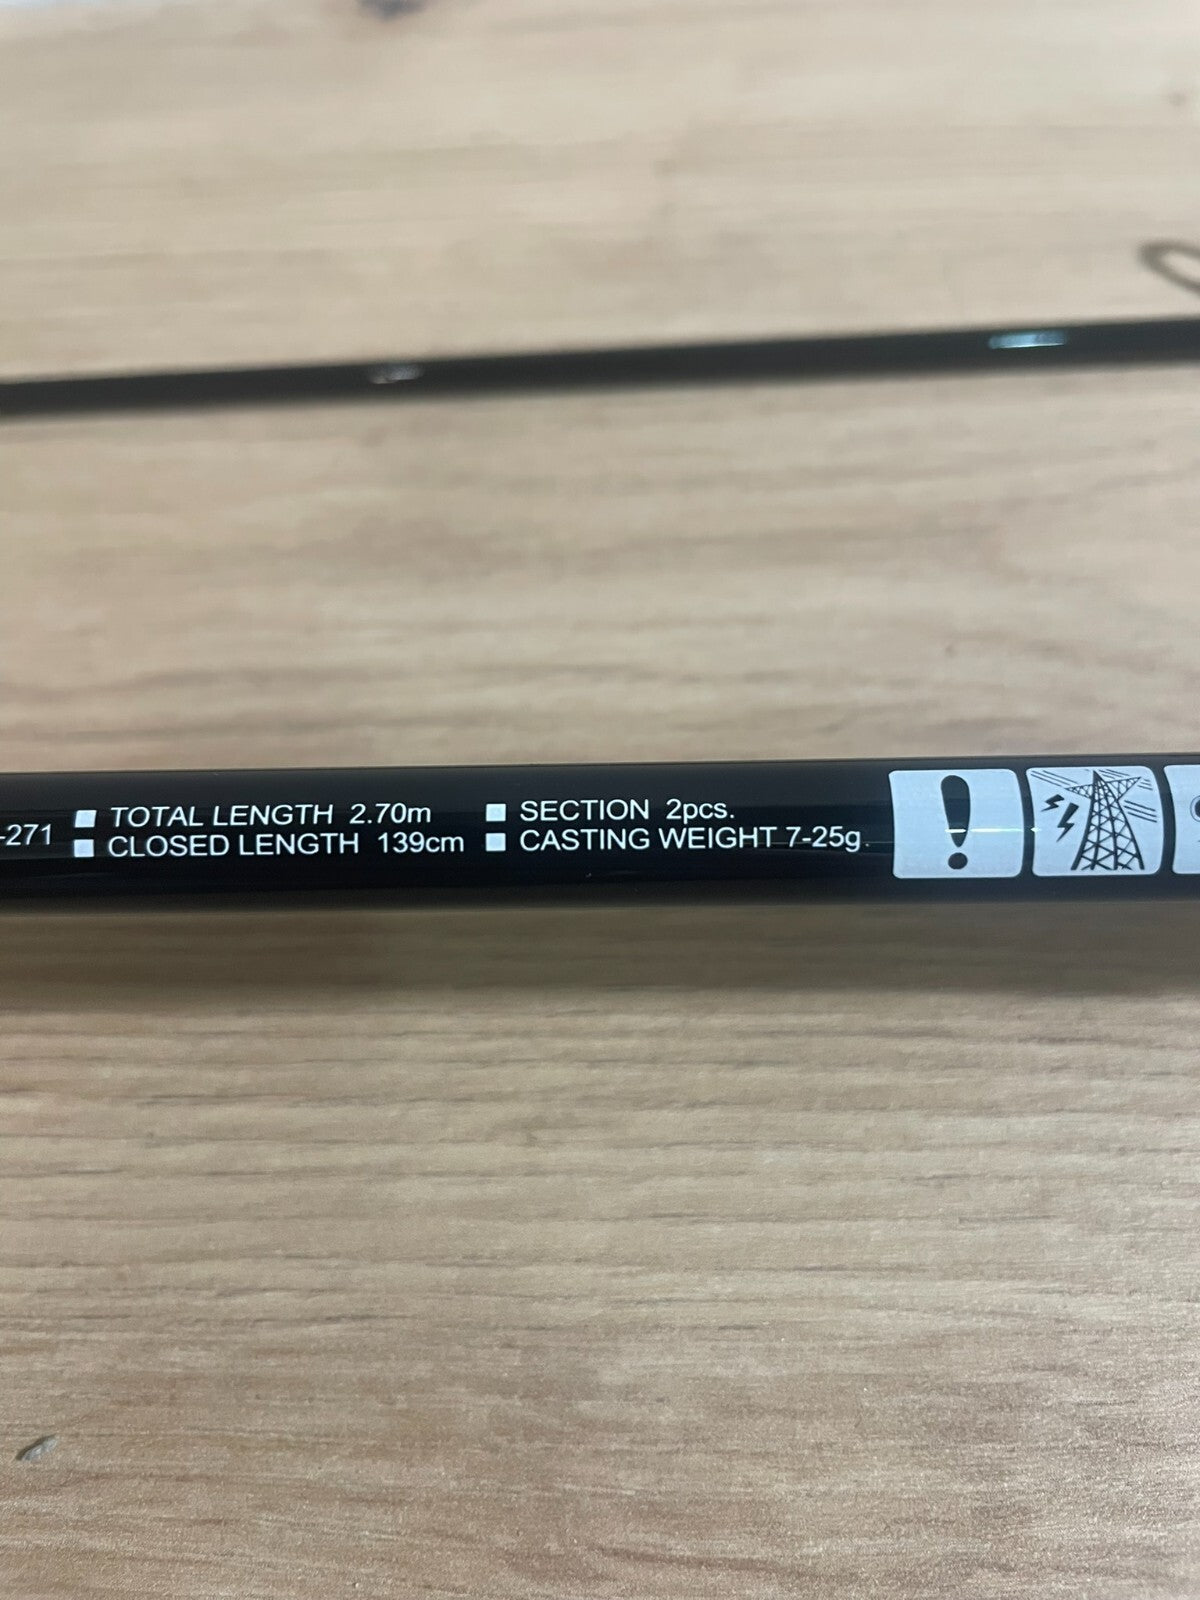 -271
■ TOTAL LENGTH 2.70m
■ CLOSED LENGTH 139cm
■ SECTION 2pcs.
■ CASTING WEIGHT 7-25g.